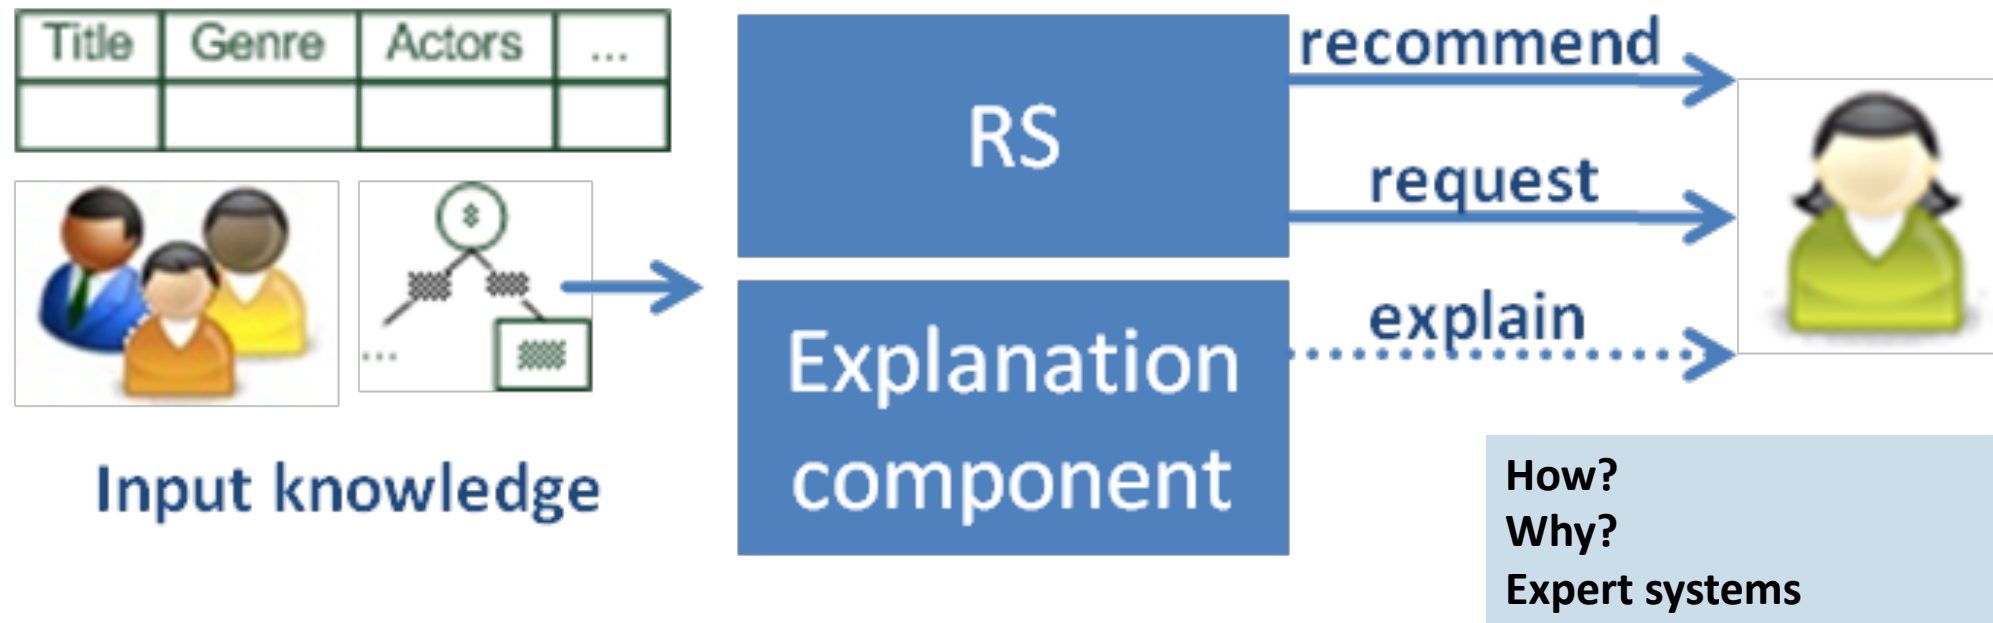 Title Genre Actors ...
RS
recommend
request
explain
Explanation
component
Input knowledge
...
How?
Why?
Expert systems